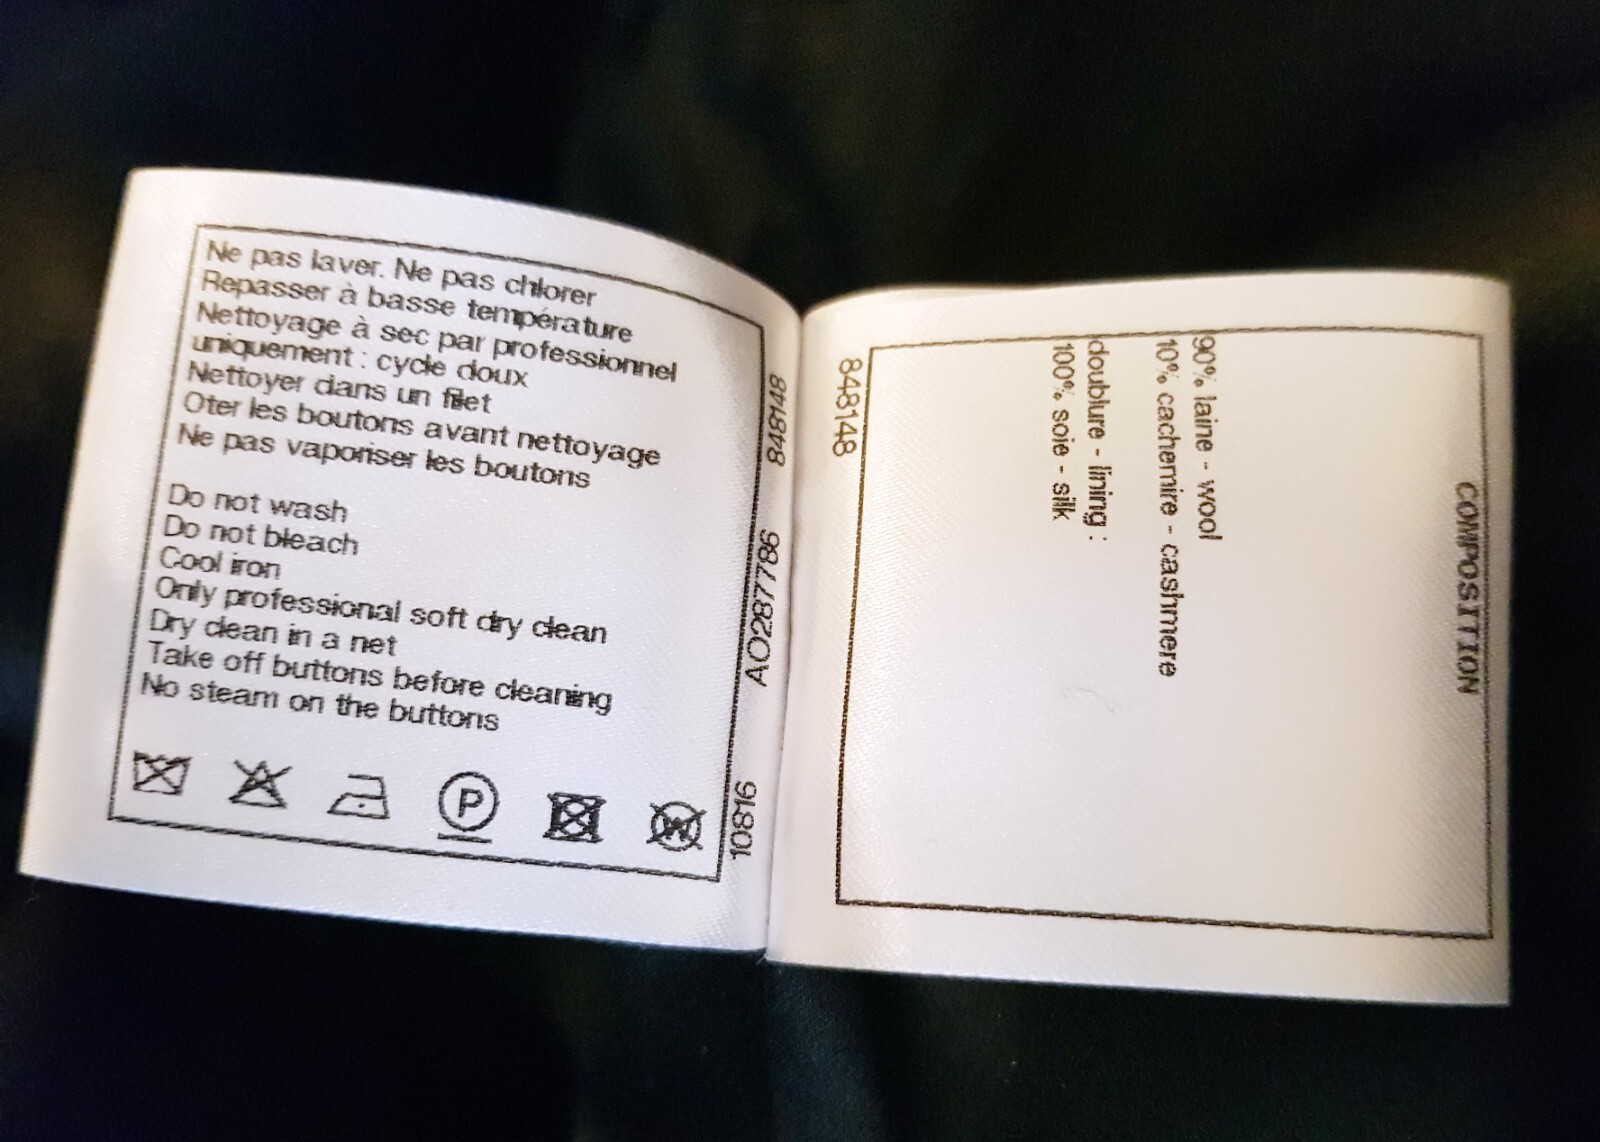 Ne pas laver. Ne pas chlorer
Repasser à basse température
Nettoyage à sec par professionnel
uniquement : cycle doux
Nettoyer dans un filet
Oter les boutons avant nettoyage
Ne pas vaporiser les boutons
Do not wash
Do not bleach
Cool iron
Only professional soft dry clean
Dry clean in a net
Take off buttons before cleaning
No steam on the buttons
P
W
848148
AO287786
10816
COMPOSITION
90% laine - wool
10% cachemire - cashmere
doublure - lining :
100% soie - silk
848148